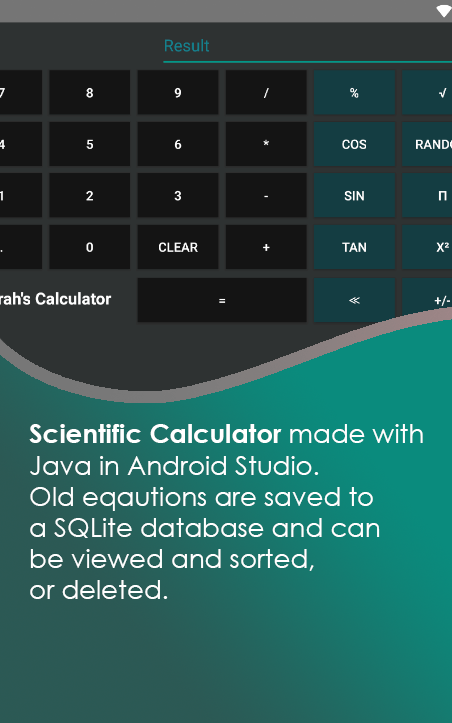 Result
7 8 9 / % √
4 5 6 * COS RANDO
1 2 3 - SIN Π
. 0 CLEAR + TAN X²
rah's Calculator = ≪ +/-
Scientific Calculator made with
Java in Android Studio.
Old eqautions are saved to
a SQLite database and can
be viewed and sorted,
or deleted.